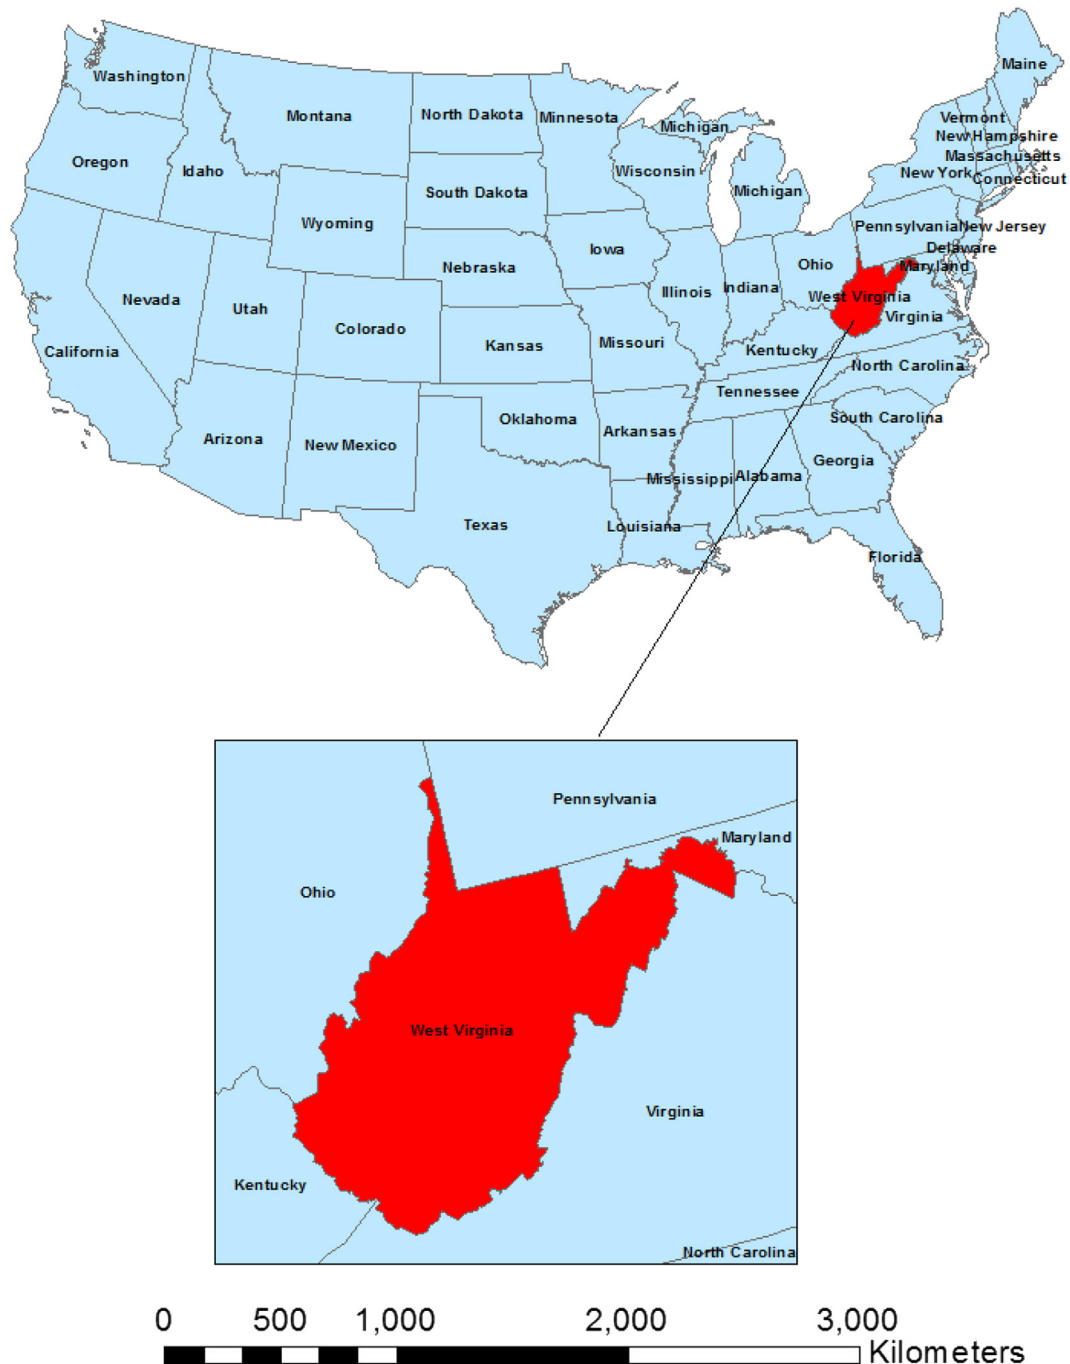 Washington
Montana
North Dakota
Minnesota
Michigan
Maine
Vermont
New Hampshire
Massachusetts
New York
Connecticut
Oregon
Idaho
Wyoming
South Dakota
Wisconsin
Michigan
Pennsylvania
New Jersey
Delaware
Maryland
Nevada
Utah
Colorado
Nebraska
Iowa
Illinois
Indiana
Ohio
West Virginia
Virginia
California
Kansas
Missouri
Kentucky
North Carolina
Tennessee
South Carolina
Arizona
New Mexico
Oklahoma
Arkansas
Mississippi
Alabama
Georgia
Texas
Louisiana
Florida
Pennsylvania
Maryland
Ohio
West Virginia
Virginia
Kentucky
North Carolina
0 500 1,000 2,000 3,000
Kilometers